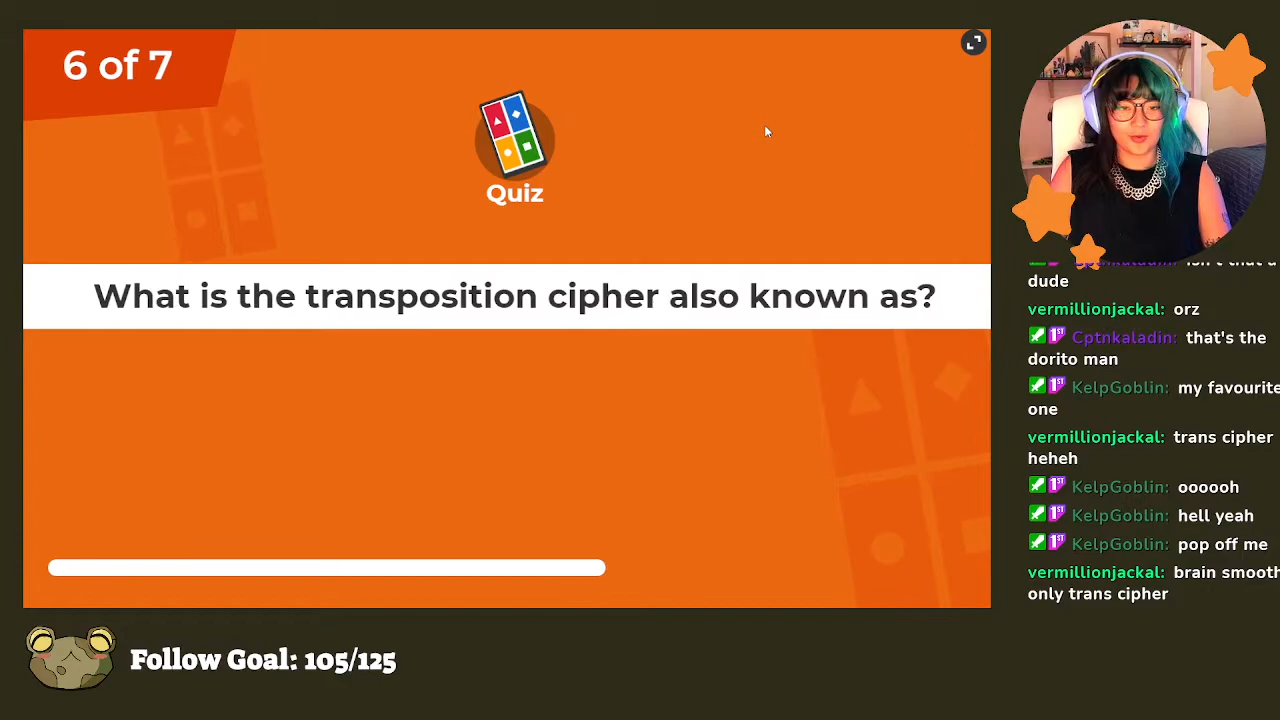 6 of 7
Quiz
What is the transposition cipher also known as?
dude
vermillionjackal: orz
Cptnkaladin: that's the
dorito man
KelpGoblin: my favourite
one
vermillionjackal: trans cipher
heheh
KelpGoblin: oooooh
KelpGoblin: hell yeah
KelpGoblin: pop off me
vermillionjackal: brain smooth
only trans cipher
Follow Goal: 105/125